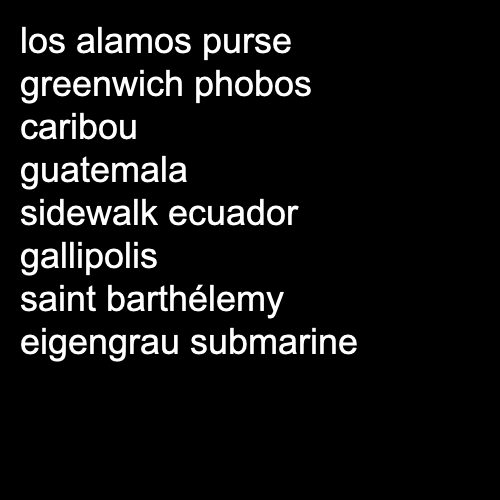 los alamos purse
greenwich phobos
caribou
guatemala
sidewalk ecuador
gallipolis
saint barthélemy
eigengrau submarine